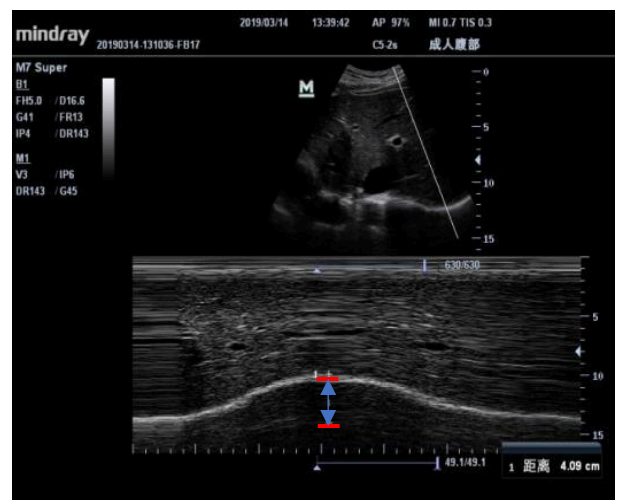 mindray 20190314-131036-FB17 2019/03/14 13:39:42 AP 97% MI 0.7 TIS 0.3
C5-2s 成人腹部
M7 Super
B1
FH5.0 /D16.6
G41 /FR13
IP4 /DR143
M1
V3 /IP6
DR143 /G45
M
0
5
10
15
630/630
5
1
10
15
49.1/49.1
1 距离 4.09 cm